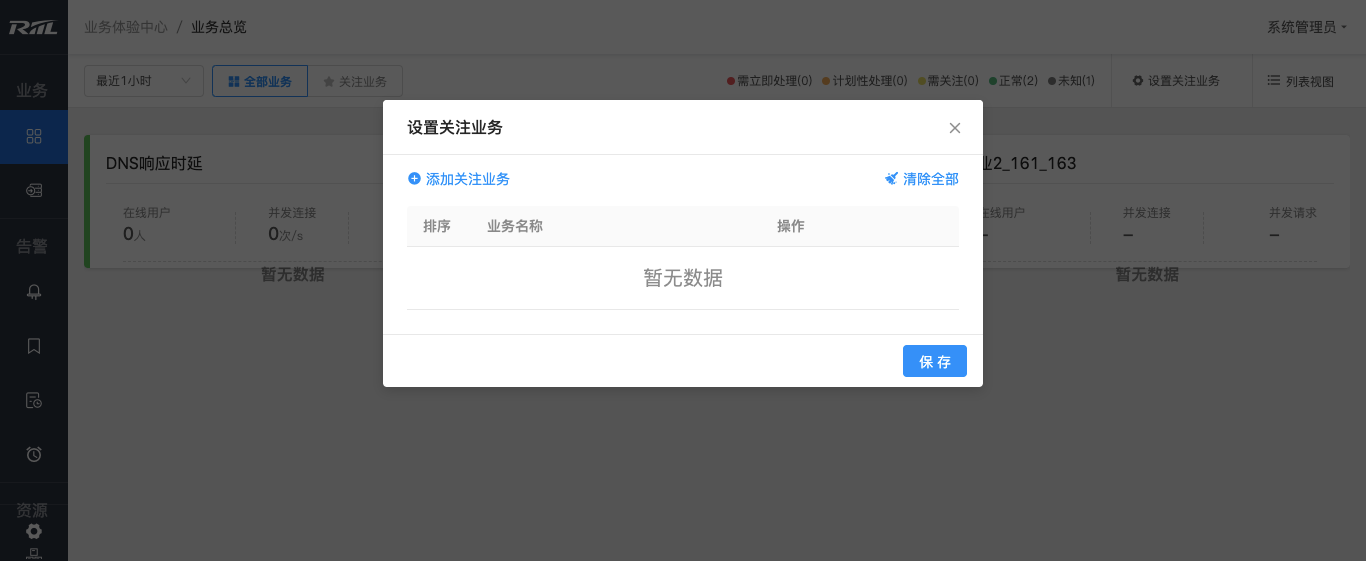 RIIL
业务体验中心 / 业务总览
系统管理员
业务
告警
资源
最近1小时
全部业务
关注业务
需立即处理(0) 计划性处理(0) 需关注(0) 正常(2) 未知(1)
设置关注业务
列表视图
DNS响应时延
在线用户
0人
并发连接
0次/s
暂无数据
设置关注业务
添加关注业务
清除全部
排序 业务名称 操作
暂无数据
保 存
业2_161_163
在线用户
–
并发连接
–
并发请求
–
暂无数据